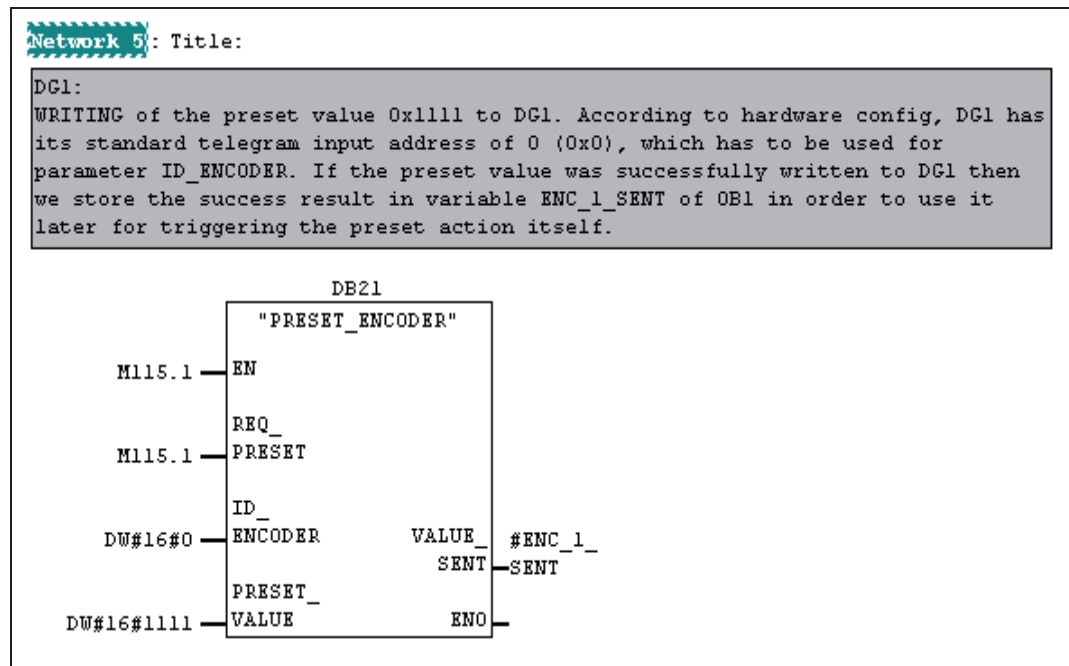 Network 5: Title:
DG1:
WRITING of the preset value 0x1111 to DG1. According to hardware config, DG1 has
its standard telegram input address of 0 (0x0), which has to be used for
parameter ID_ENCODER. If the preset value was successfully written to DG1 then
we store the success result in variable ENC_1_SENT of OB1 in order to use it
later for triggering the preset action itself.
DB21
"PRESET_ENCODER"
M115.1 EN
REQ_
M115.1 PRESET
ID_
DW#16#0 ENCODER VALUE_ #ENC_1_
SENT SENT
PRESET_
DW#16#1111 VALUE ENO